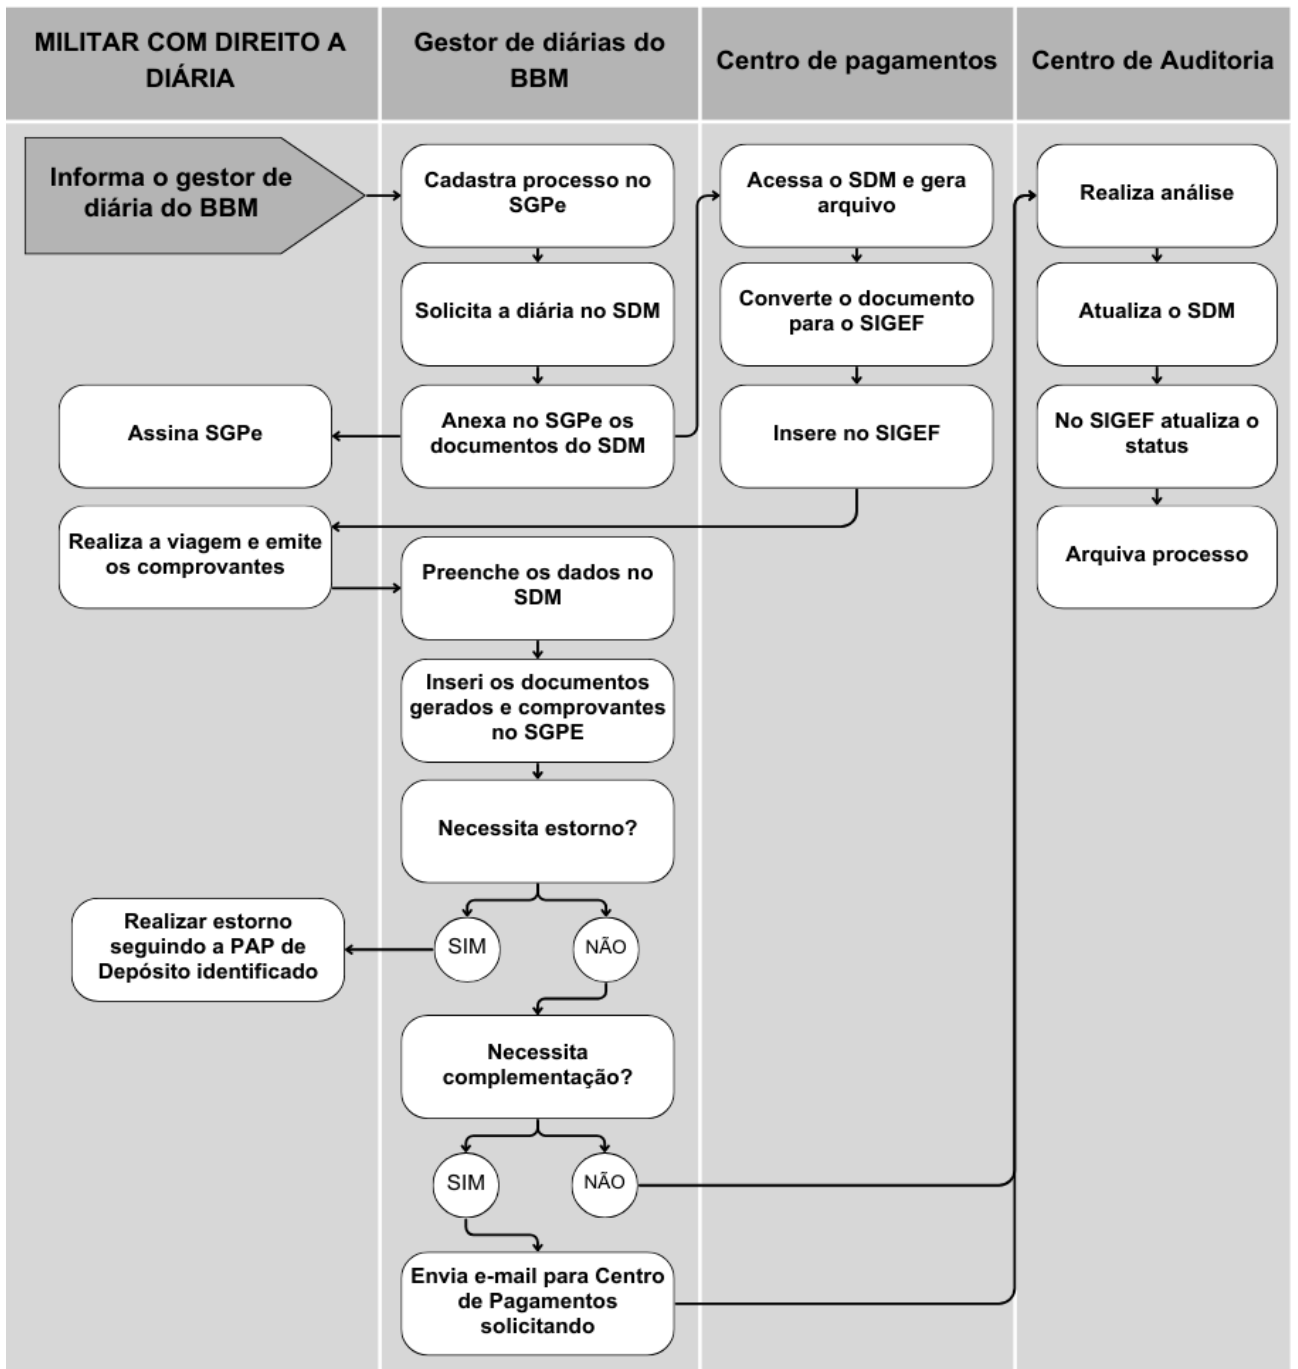 MILITAR COM DIREITO A
DIÁRIA
Gestor de diárias do
BBM
Centro de pagamentos
Centro de Auditoria
Informa o gestor de
diária do BBM
Cadastra processo no
SGPe
Acessa o SDM e gera
arquivo
Realiza análise
Solicita a diária no SDM
Converte o documento
para o SIGEF
Atualiza o SDM
Assina SGPe
Anexa no SGPe os
documentos do SDM
Insere no SIGEF
No SIGEF atualiza o
status
Realiza a viagem e emite
os comprovantes
Preenche os dados no
SDM
Arquiva processo
Inseri os documentos
gerados e comprovantes
no SGPE
Necessita estorno?
Realizar estorno
seguindo a PAP de
Depósito identificado
SIM
NÃO
Necessita
complementação?
SIM
NÃO
Envia e-mail para Centro
de Pagamentos
solicitando